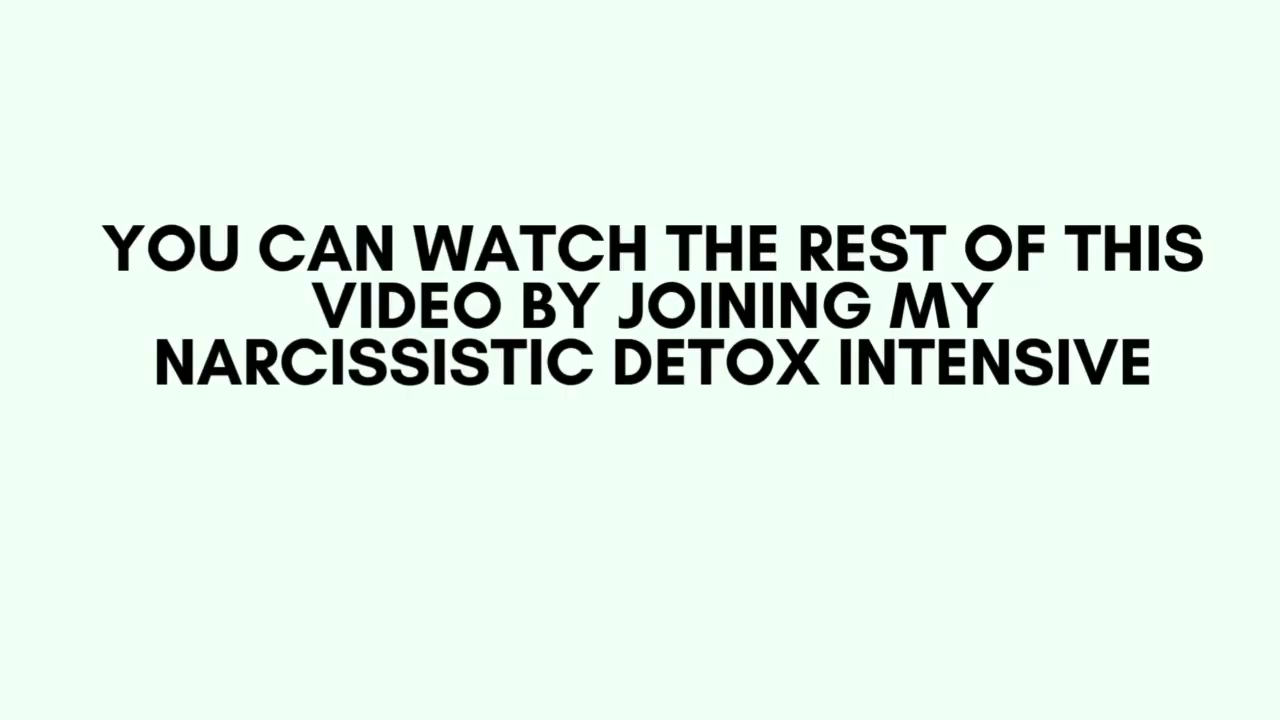 YOU CAN WATCH THE REST OF THIS
VIDEO BY JOINING MY
NARCISSISTIC DETOX INTENSIVE